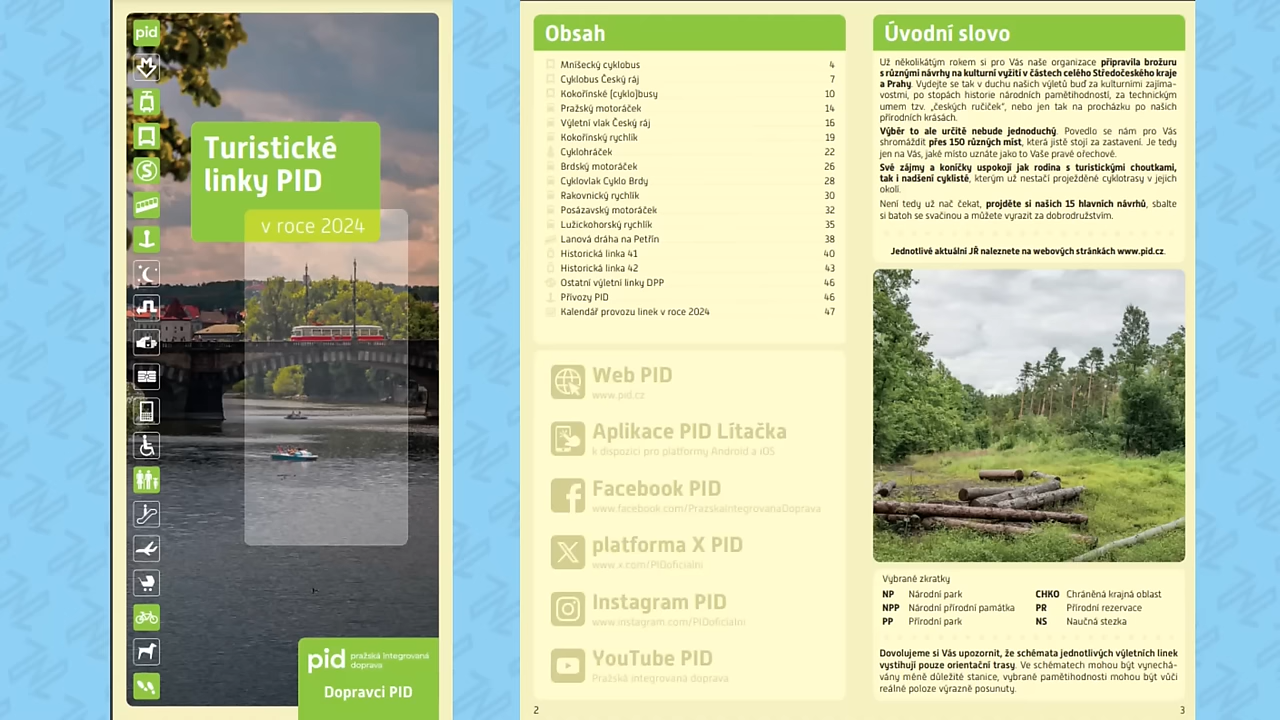 pid
Turistické
linky PID
v roce 2024
pid pražská integrovaná
doprava
Dopravci PID
Obsah
Mníšecký cyklobus 4
Cyklobus Český ráj 7
Kokořínské (cyklo)busy 10
Pražský motoráček 14
Výletní vlak Český ráj 16
Kokořínský rychlík 19
Cyklohráček 22
Brdský motoráček 26
Cyklovlak Cyklo Brdy 28
Rakovnický rychlík 30
Posázavský motoráček 32
Lužickohorský rychlík 35
Lanová dráha na Petřín 38
Historická linka 41 40
Historická linka 42 43
Ostatní výletní linky DPP 46
Přívozy PID 46
Kalendář provozu linek v roce 2024 47
Web PID
www.pid.cz
Aplikace PID Lítačka
k dispozici pro platformy Android a iOS
Facebook PID
www.facebook.com/PrazskaIntegrovanaDoprava
platforma X PID
www.x.com/PIDoficialni
Instagram PID
www.instagram.com/PIDoficialni
YouTube PID
Pražská integrovaná doprava
2
Úvodní slovo
Už několikátým rokem si pro Vás naše organizace připravila brožuru
s různými návrhy na kulturní vyžití v částech celého Středočeského kraje
a Prahy. Vydejte se tak v duchu našich výletů buď za kulturními zajíma-
vostmi, po stopách historie národních pamětihodností, za technickým
umem tzv. „českých ručiček", nebo jen tak na procházku po našich
přírodních krásách.
Výběr to ale určitě nebude jednoduchý. Povedlo se nám pro Vás
shromáždit přes 150 různých míst, která jistě stojí za zastavení. Je tedy
jen na Vás, jaké místo uznáte jako to Vaše pravé ořechové.
Své zájmy a koníčky uspokojí jak rodina s turistickými choutkami,
tak i nadšení cyklisté, kterým už nestačí proježděné cyklotrasy v jejich
okolí.
Není tedy už nač čekat, projděte si našich 15 hlavních návrhů, sbalte
si batoh se svačinou a můžete vyrazit za dobrodružstvím.
Jednotlivé aktuální JŘ naleznete na webových stránkách www.pid.cz.
Vybrané zkratky
NP Národní park CHKO Chráněná krajná oblast
NPP Národní přírodní památka PR Přírodní rezervace
PP Přírodní park NS Naučná stezka
Dovolujeme si Vás upozornit, že schémata jednotlivých výletních linek
vystihují pouze orientační trasy. Ve schématech mohou být vynechá-
vány méně důležité stanice, vybrané pamětihodnosti mohou být vůči
reálné poloze výrazně posunuty.
3